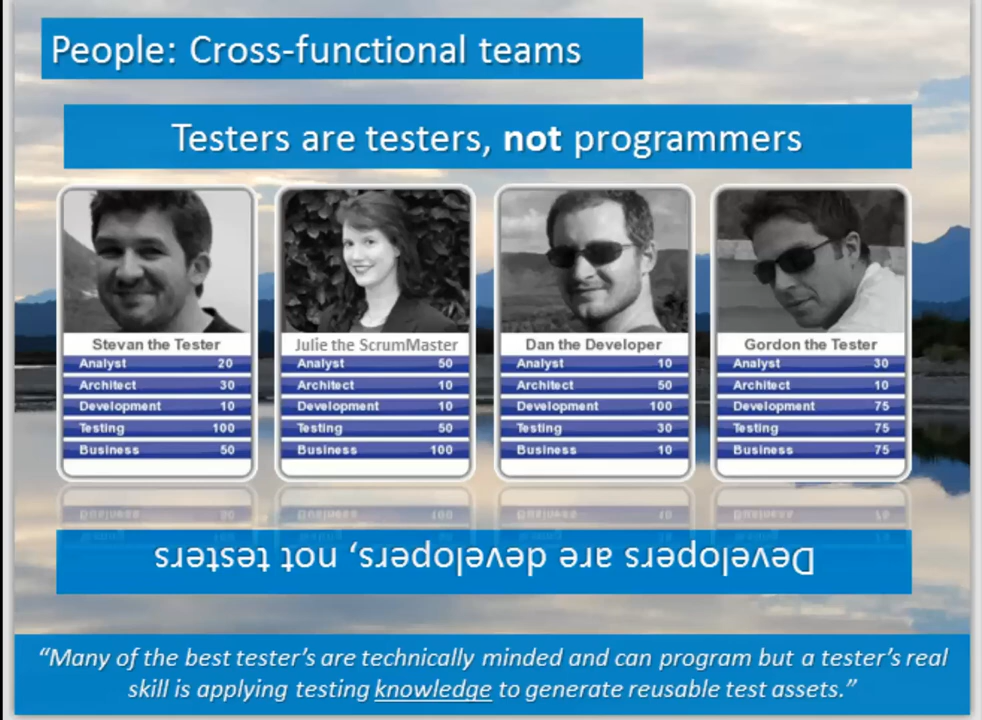 People: Cross-functional teams
Testers are testers, not programmers
Stevan the Tester
Analyst 20
Architect 30
Development 10
Testing 100
Business 50
Julie the ScrumMaster
Analyst 50
Architect 10
Development 10
Testing 50
Business 100
Dan the Developer
Analyst 10
Architect 50
Development 100
Testing 30
Business 10
Gordon the Tester
Analyst 30
Architect 10
Development 75
Testing 75
Business 75
Developers are developers, not testers
“Many of the best tester’s are technically minded and can program but a tester’s real
skill is applying testing knowledge to generate reusable test assets.”